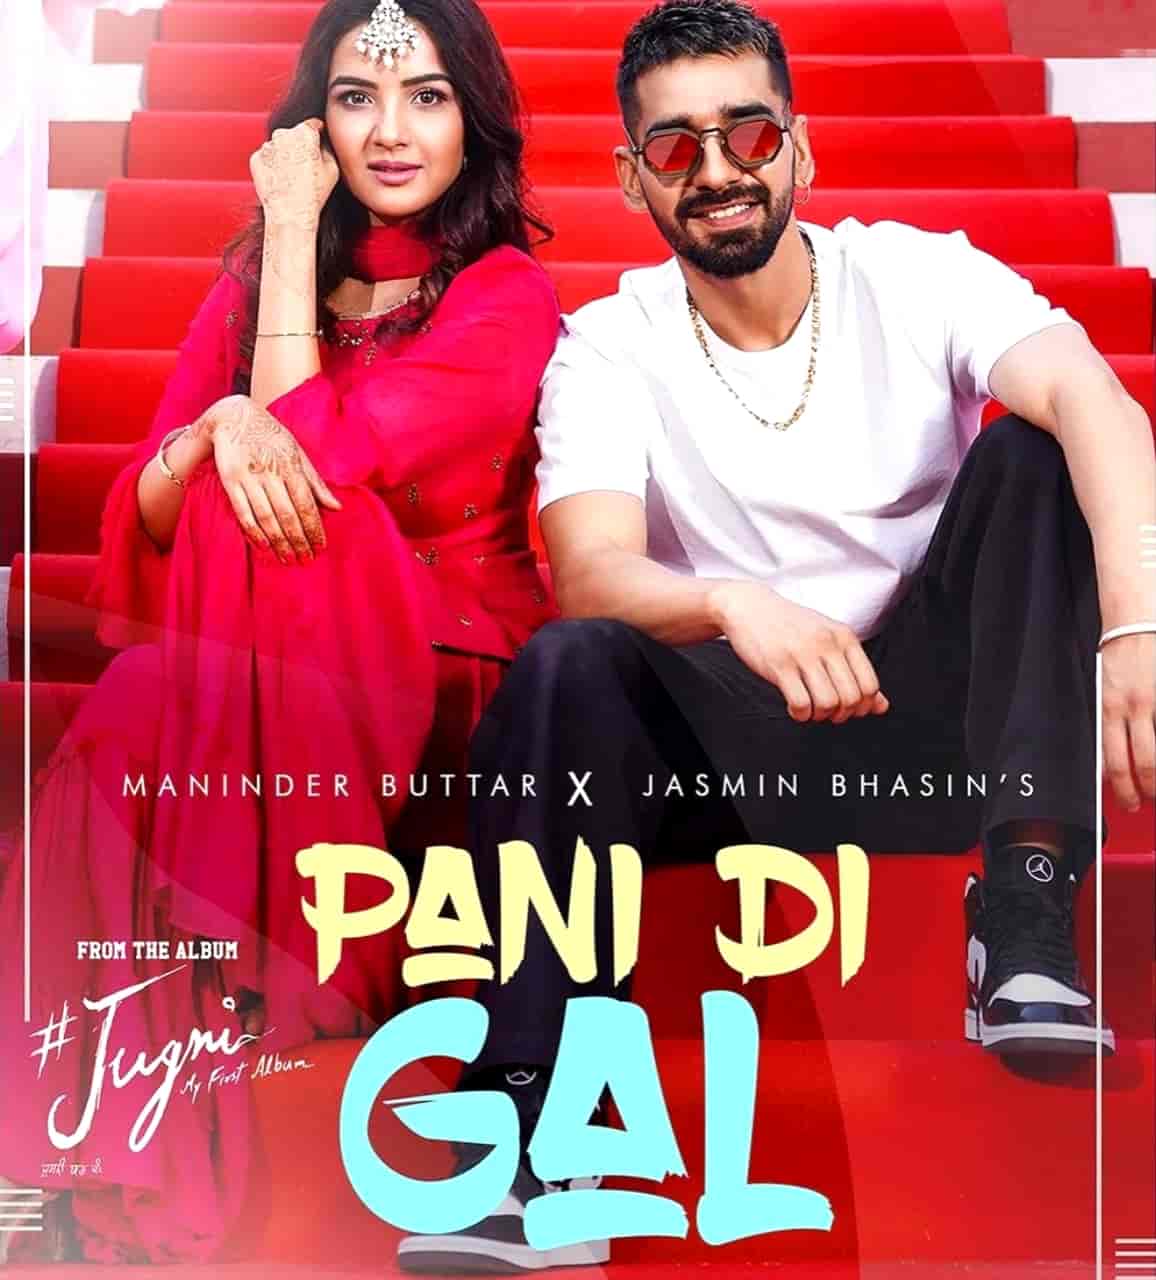 MANINDER BUTTAR X JASMIN BHASIN'S
PANI DI
GAL
FROM THE ALBUM
#Jugni
My First Album